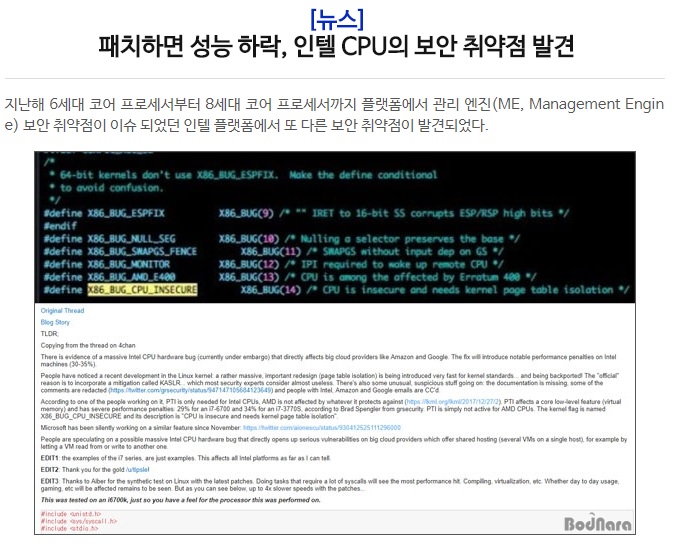 [뉴스]
패치하면 성능 하락, 인텔 CPU의 보안 취약점 발견
지난해 6세대 코어 프로세서부터 8세대 코어 프로세서까지 플랫폼에서 관리 엔진(ME, Management Engin
e) 보안 취약점이 이슈 되었던 인텔 플랫폼에서 또 다른 보안 취약점이 발견되었다.
/*
* 64-bit kernels don't use X86_BUG_ESPFIX. Make the define conditional
* to avoid confusion.
*/
#define X86_BUG_ESPFIX X86_BUG(9) /* "" IRET to 16-bit SS corrupts ESP/RSP high bits */
#endif
#define X86_BUG_NULL_SEG X86_BUG(10) /* Nulling a selector preserves the base */
#define X86_BUG_SWAPGS_FENCE X86_BUG(11) /* SWAPGS without input dep on GS */
#define X86_BUG_MONITOR X86_BUG(12) /* IPI required to wake up remote CPU */
#define X86_BUG_AMD_E400 X86_BUG(13) /* CPU is among the affected by Erratum 400 */
#define X86_BUG_CPU_INSECURE X86_BUG(14) /* CPU is insecure and needs kernel page table isolation */
Original Thread
Blog Story
TLDR;
Copying from the thread on 4chan
There is evidence of a massive Intel CPU hardware bug (currently under embargo) that directly affects big cloud providers like Amazon and Google. The fix will introduce notable performance penalties on Intel
machines (30-35%).
People have noticed a recent development in the Linux kernel: a rather massive, important redesign (page table isolation) is being introduced very fast for kernel standards... and being backported! The "official"
reason is to incorporate a mitigation called KASLR... which most security experts consider almost useless. There's also some unusual, suspicious stuff going on: the documentation is missing, some of the
comments are redacted (https://twitter.com/grsecurity/status/947147105684123649) and people with Intel, Amazon and Google emails are CC'd.
According to one of the people working on it, PTI is only needed for Intel CPUs, AMD is not affected by whatever it protects against (https://lkml.org/lkml/2017/12/27/2). PTI affects a core low-level feature (virtual
memory) and has severe performance penalties: 29% for an i7-6700 and 34% for an i7-3770S, according to Brad Spengler from grsecurity. PTI is simply not active for AMD CPUs. The kernel flag is named
X86_BUG_CPU_INSECURE and its description is "CPU is insecure and needs kernel page table isolation".
Microsoft has been silently working on a similar feature since November: https://twitter.com/aionescu/status/930412525111296000
People are speculating on a possible massive Intel CPU hardware bug that directly opens up serious vulnerabilities on big cloud providers which offer shared hosting (several VMs on a single host), for example by
letting a VM read from or write to another one.
EDIT1: the examples of the i7 series, are just examples. This affects all Intel platforms as far as I can tell.
EDIT2: Thank you for the gold /u/tipsle!
EDIT3: Thanks to Alber for the synthetic test on Linux with the latest patches. Doing tasks that require a lot of syscalls will see the most performance hit. Compiling, virtualization, etc. Whether day to day usage,
gaming, etc will be affected remains to be seen. But as you can see below, up to 4x slower speeds with the patches...
This was tested on an i6700k, just so you have a feel for the processor this was performed on.
#include <unistd.h>
#include <sys/syscall.h>
#include <stdio.h>
BodNara